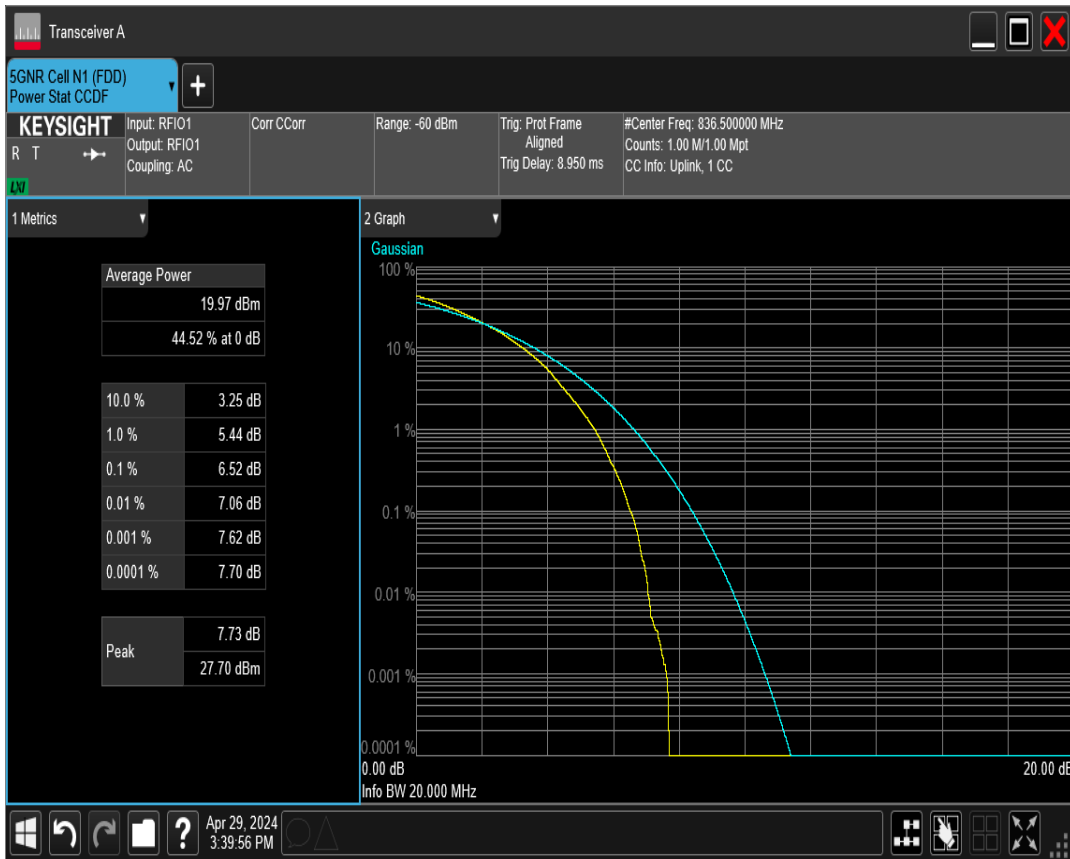 Transceiver A
5GNR Cell N1 (FDD)
Power Stat CCDF
KEYSIGHT
R T
LXI
Input: RFIO1
Output: RFIO1
Coupling: AC
Corr CCorr
Range: -60 dBm
Trig: Prot Frame
Aligned
Trig Delay: 8.950 ms
#Center Freq: 836.500000 MHz
Counts: 1.00 M/1.00 Mpt
CC Info: Uplink, 1 CC
1 Metrics
Average Power
19.97 dBm
44.52 % at 0 dB
10.0 % 3.25 dB
1.0 % 5.44 dB
0.1 % 6.52 dB
0.01 % 7.06 dB
0.001 % 7.62 dB
0.0001 % 7.70 dB
Peak
7.73 dB
27.70 dBm
2 Graph
Gaussian
100 %
10 %
1 %
0.1 %
0.01 %
0.001 %
0.0001 %
0.00 dB 20.00 dB
Info BW 20.000 MHz
Apr 29, 2024
3:39:56 PM